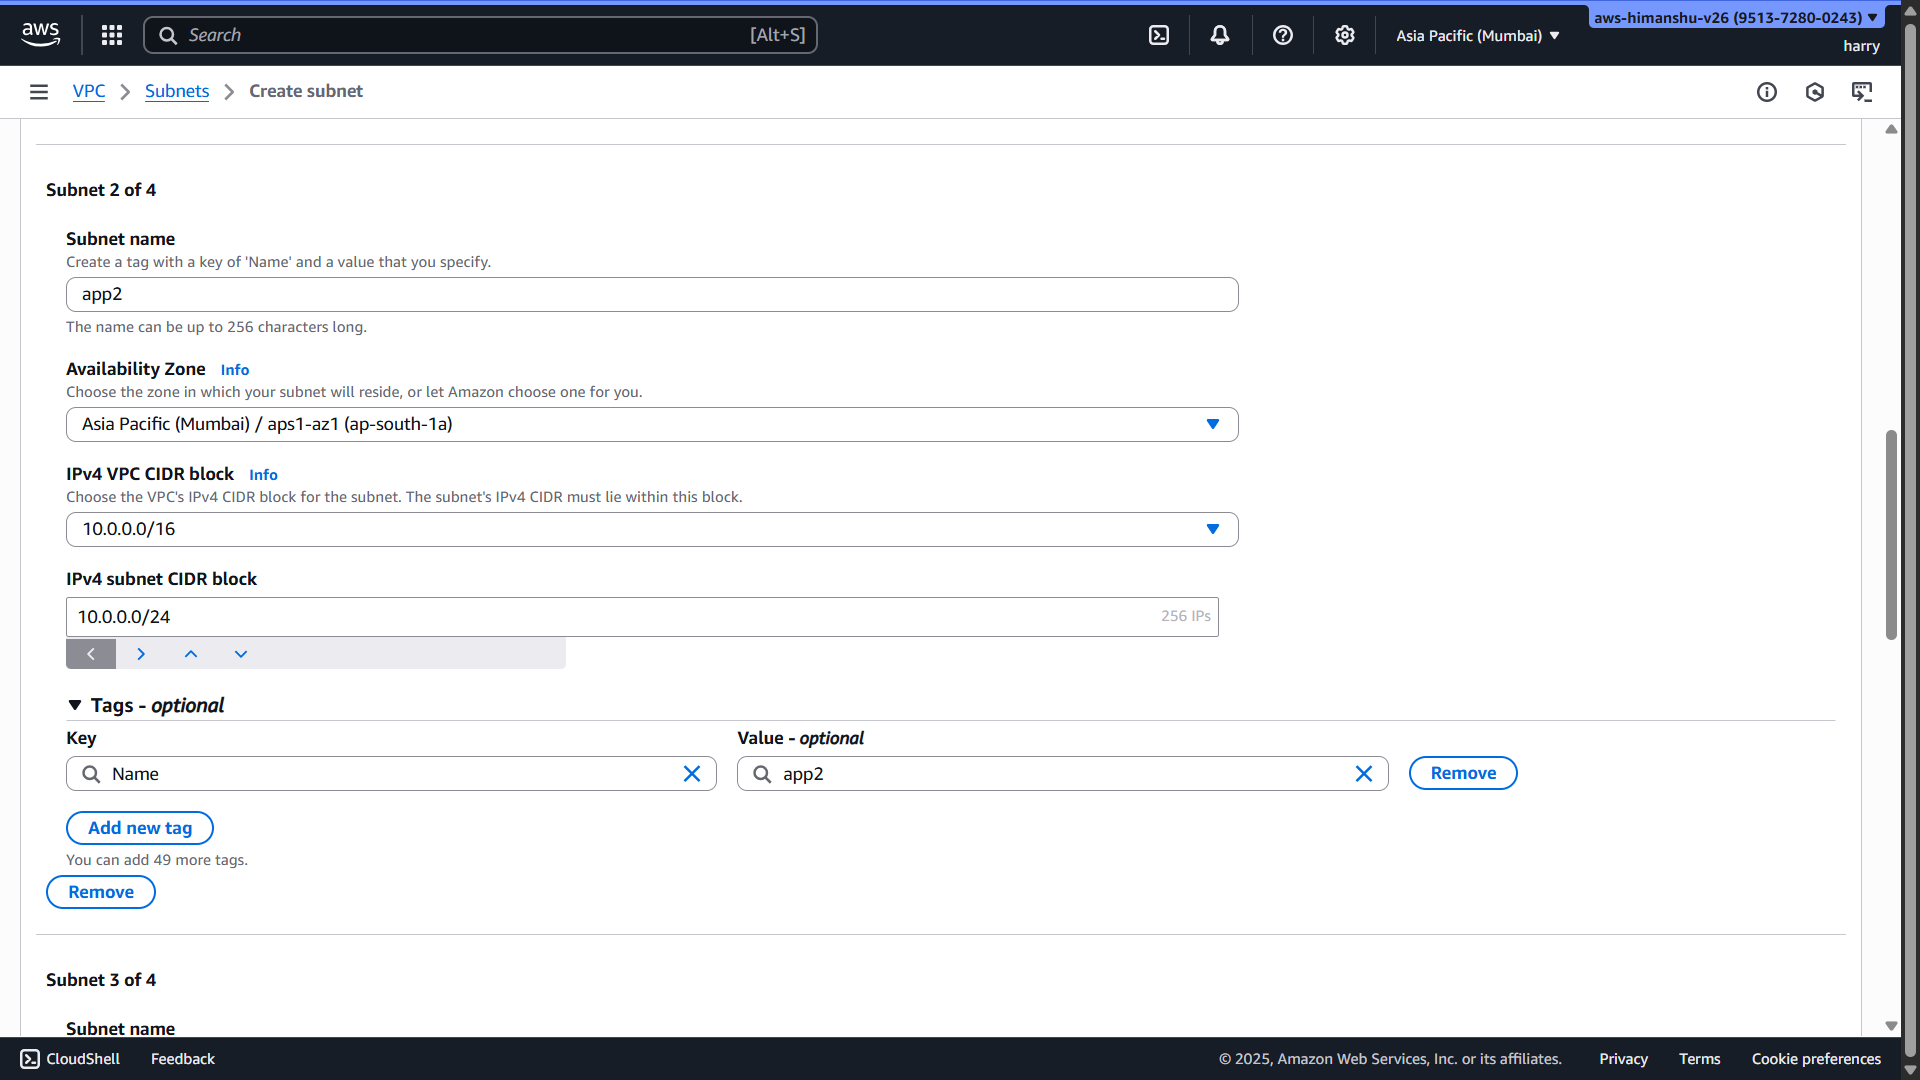 aws
Search [Alt+S]
Asia Pacific (Mumbai)
aws-himanshu-v26 (9513-7280-0243)
harry
VPC Subnets Create subnet
Subnet 2 of 4
Subnet name
Create a tag with a key of 'Name' and a value that you specify.
app2
The name can be up to 256 characters long.
Availability Zone Info
Choose the zone in which your subnet will reside, or let Amazon choose one for you.
Asia Pacific (Mumbai) / aps1-az1 (ap-south-1a)
IPv4 VPC CIDR block Info
Choose the VPC's IPv4 CIDR block for the subnet. The subnet's IPv4 CIDR must lie within this block.
10.0.0.0/16
IPv4 subnet CIDR block
10.0.0.0/24 256 IPs
Tags - optional
Key Value - optional
Name app2 Remove
Add new tag
You can add 49 more tags.
Remove
Subnet 3 of 4
Subnet name
CloudShell Feedback © 2025, Amazon Web Services, Inc. or its affiliates. Privacy Terms Cookie preferences